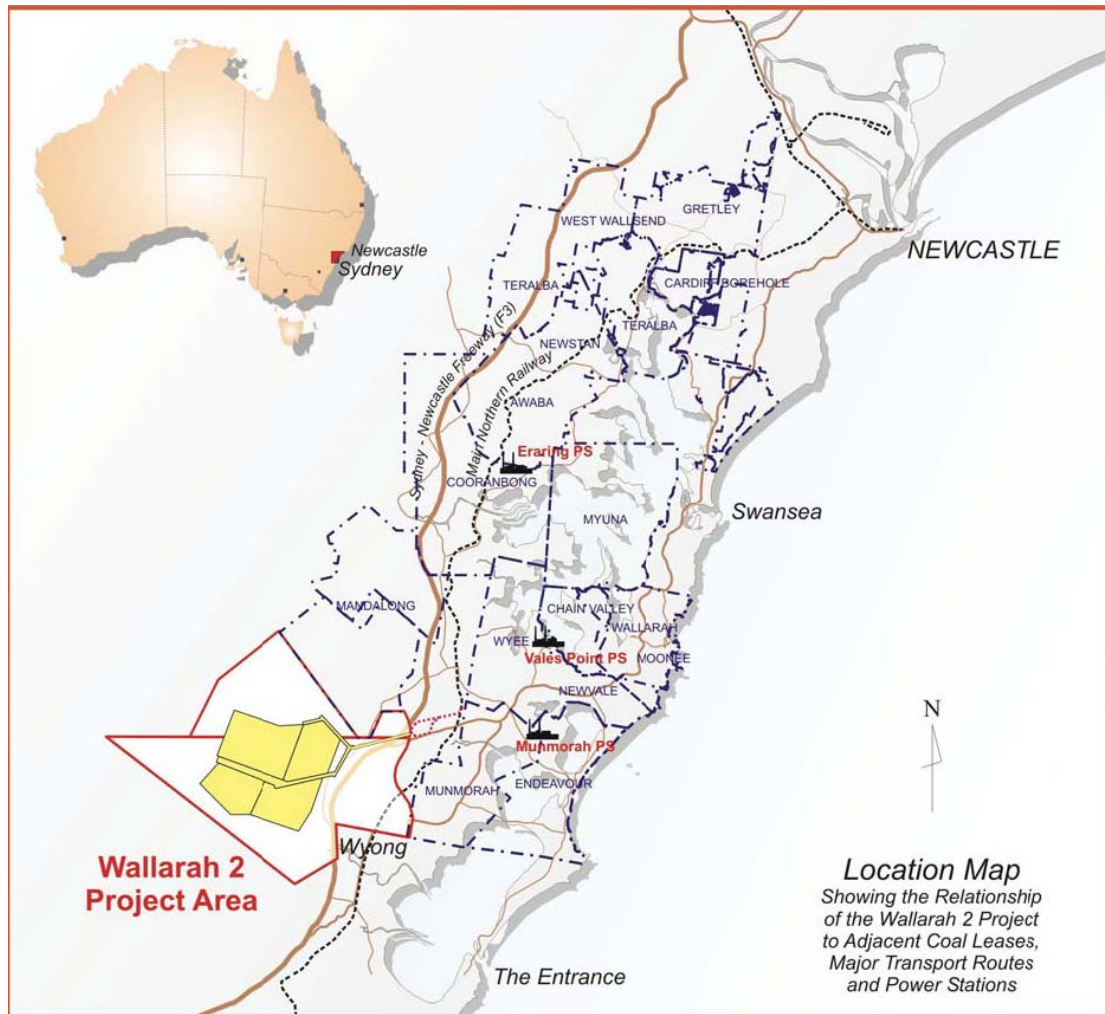 Newcastle
Sydney
NEWCASTLE
GRETLEY
WEST WALLSEND
CARDIFF BOREHOLE
TERALBA
TERALBA
NEWSTAN
Sydney - Newcastle Freeway (F3)
Main Northern Railway
AWABA
Eraring PS
COORANBONG
MYUNA
Swansea
MANDALONG
CHAIN VALLEY
WALLARAH
WYEE
MOONEE
Vales Point PS
NEWVALE
N
Munmorah PS
MUNMORAH
ENDEAVOUR
Wyong
Wallarah 2
Project Area
The Entrance
Location Map
Showing the Relationship
of the Wallarah 2 Project
to Adjacent Coal Leases,
Major Transport Routes
and Power Stations